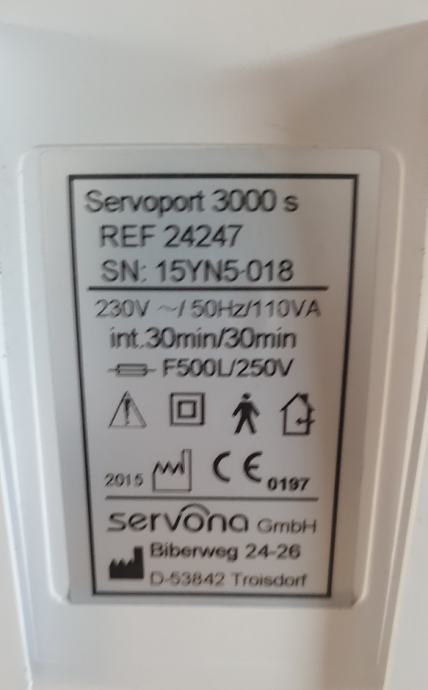 Servoport 3000 s
REF 24247
SN: 15YN5-018
230V ~/ 50Hz/110VA
int.30min/30min
F500L/250V
2015 CE 0197
servona GmbH
Biberweg 24-26
D-53842 Troisdorf